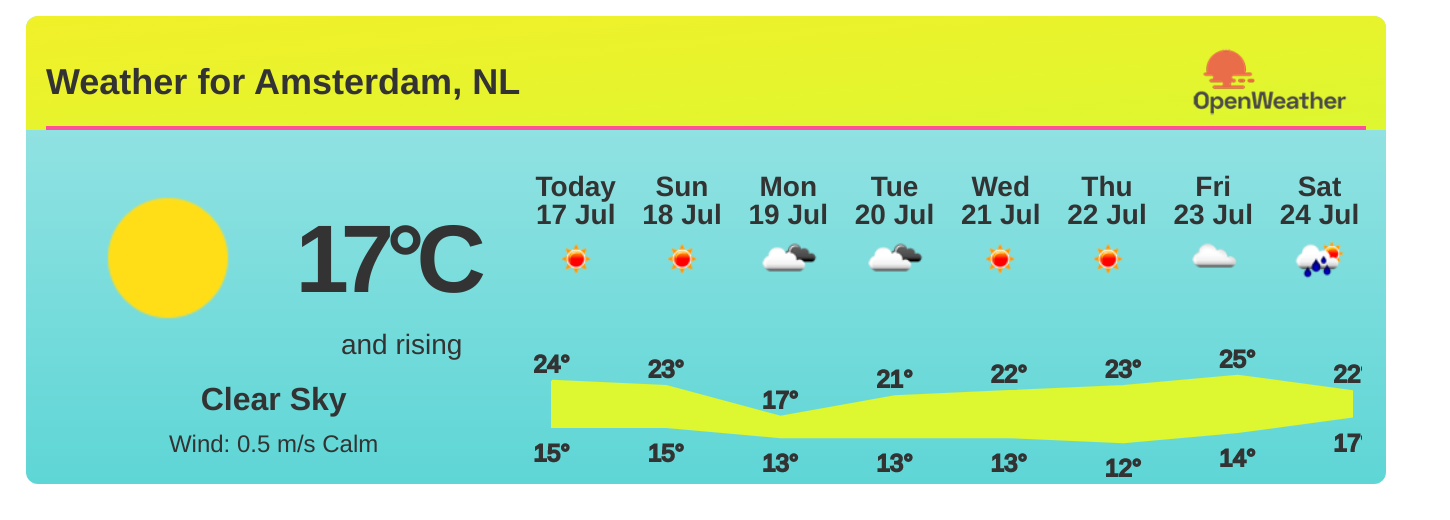 Weather for Amsterdam, NL
OpenWeather
17°C
and rising
Clear Sky
Wind: 0.5 m/s Calm
Today Sun Mon Tue Wed Thu Fri Sat
17 Jul 18 Jul 19 Jul 20 Jul 21 Jul 22 Jul 23 Jul 24 Jul
24° 23° 17° 21° 22° 23° 25° 22°
15° 15° 13° 13° 13° 12° 14° 17°